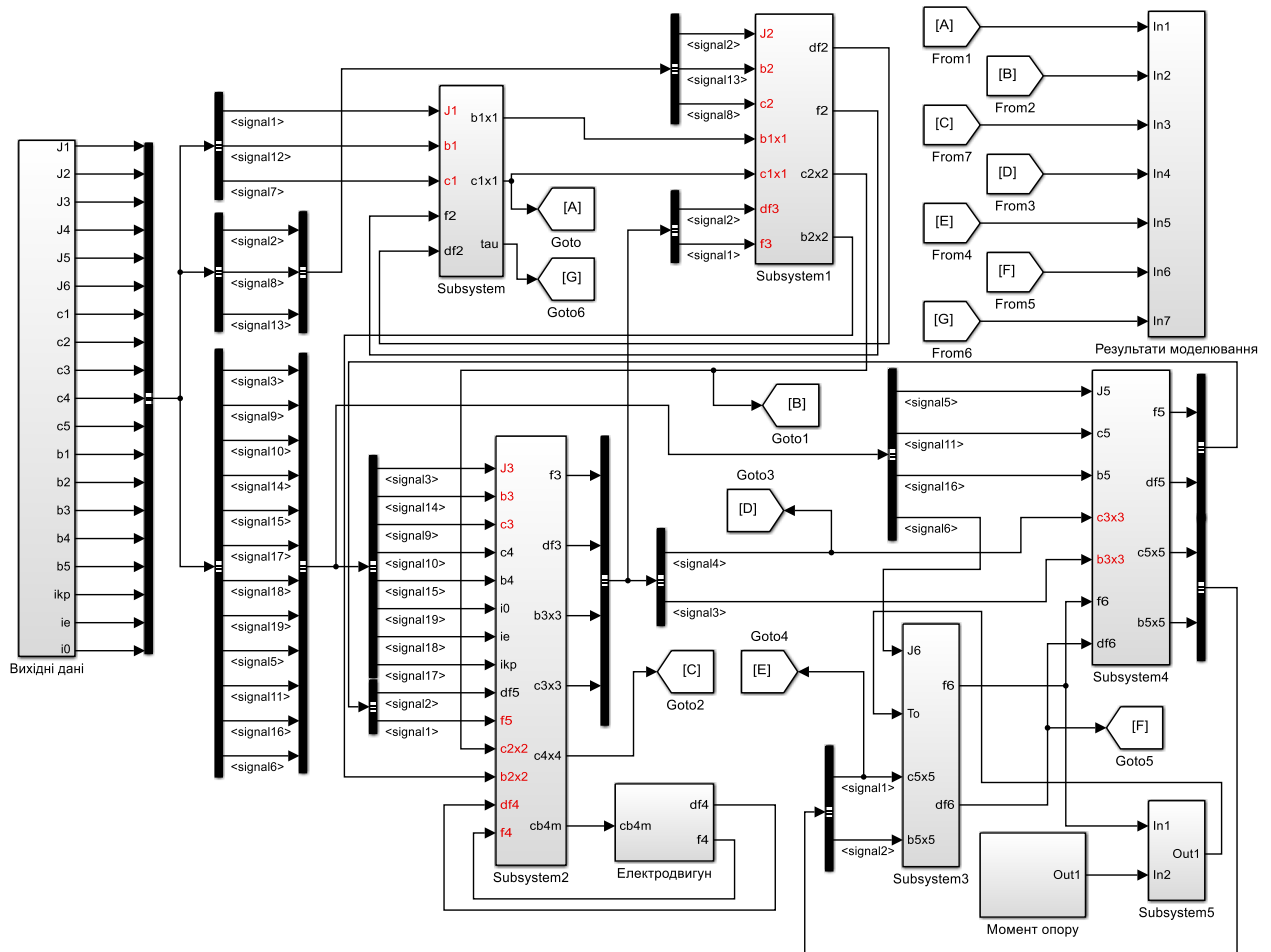 J1
J2
J3
J4
J5
J6
c1
c2
c3
c4
c5
b1
b2
b3
b4
b5
ikp
ie
i0
Вихідні дані
<signal1>
<signal12>
<signal7>
<signal2>
<signal8>
<signal13>
<signal3>
<signal9>
<signal10>
<signal14>
<signal15>
<signal17>
<signal18>
<signal19>
<signal5>
<signal11>
<signal16>
<signal6>
J1
b1
c1
f2
df2
b1x1
c1x1
tau
Subsystem
[A]
Goto
[G]
Goto6
<signal2>
<signal13>
<signal8>
<signal2>
<signal1>
J2
b2
c2
b1x1
c1x1
df3
f3
df2
f2
c2x2
b2x2
Subsystem1
[A]
From1
[B]
From2
[C]
From7
[D]
From3
[E]
From4
[F]
From5
[G]
From6
In1
In2
In3
In4
In5
In6
In7
Результати моделювання
[B]
Goto1
<signal3>
<signal14>
<signal9>
<signal10>
<signal15>
<signal19>
<signal18>
<signal17>
<signal2>
<signal1>
J3
b3
c3
c4
b4
i0
ie
ikp
df5
f5
c2x2
b2x2
df4
f4
f3
df3
b3x3
c3x3
c4x4
cb4m
Subsystem2
cb4m
df4
f4
Електродвигун
[C]
Goto2
<signal4>
<signal3>
Goto3
[D]
<signal5>
<signal11>
<signal16>
<signal6>
J5
c5
b5
c3x3
b3x3
f6
df6
f5
df5
c5x5
b5x5
Subsystem4
Goto4
[E]
<signal1>
<signal2>
J6
To
c5x5
b5x5
f6
df6
Subsystem3
[F]
Goto5
Out1
Момент опору
In1
In2
Out1
Subsystem5